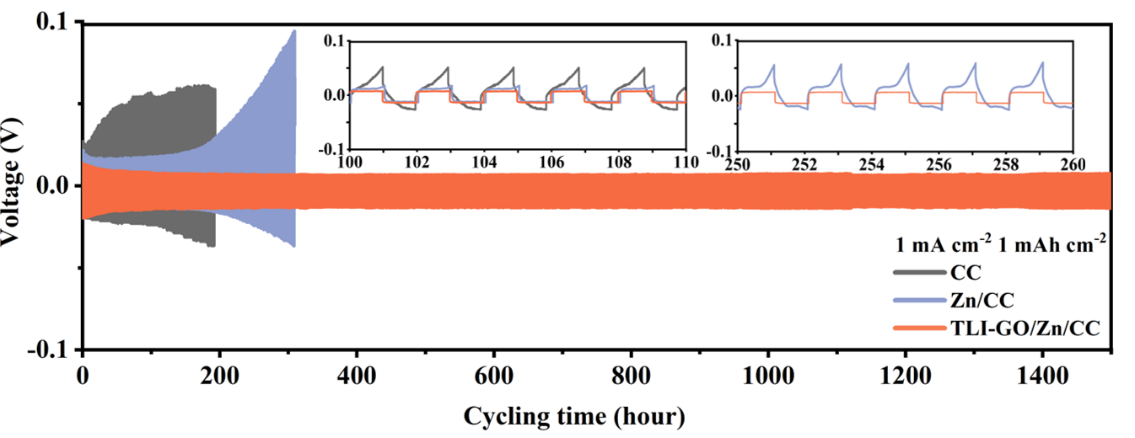 0.1
0.0
-0.1
Voltage (V)
0.1
0.0
-0.1
100 102 104 106 108 110
0.1
0.0
-0.1
250 252 254 256 258 260
1 mA cm⁻² 1 mAh cm⁻²
CC
Zn/CC
TLI-GO/Zn/CC
0 200 400 600 800 1000 1200 1400
Cycling time (hour)